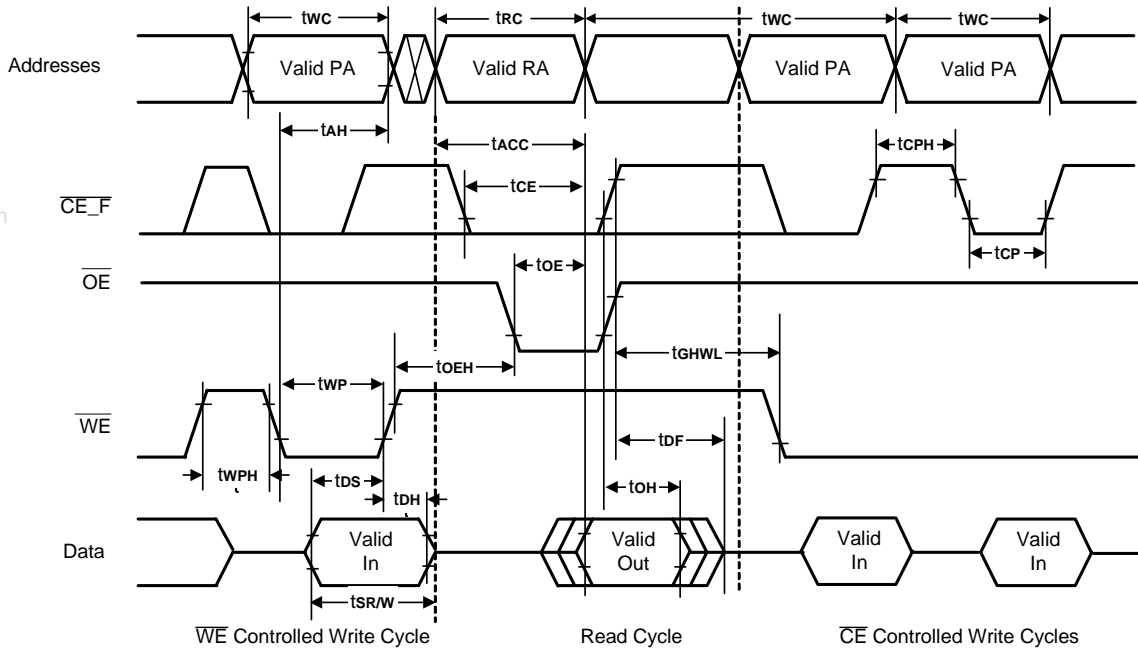 tWC tRC tWC tWC
Addresses Valid PA Valid RA Valid PA Valid PA
tAH tACC tCPH
CE_F tCE tCP
OE tOE
tOEH tGHWL
WE tWP tDF
tWPH tDS tDH tOH
Data Valid In Valid Out Valid In Valid In
tSR/W
WE Controlled Write Cycle Read Cycle CE Controlled Write Cycles